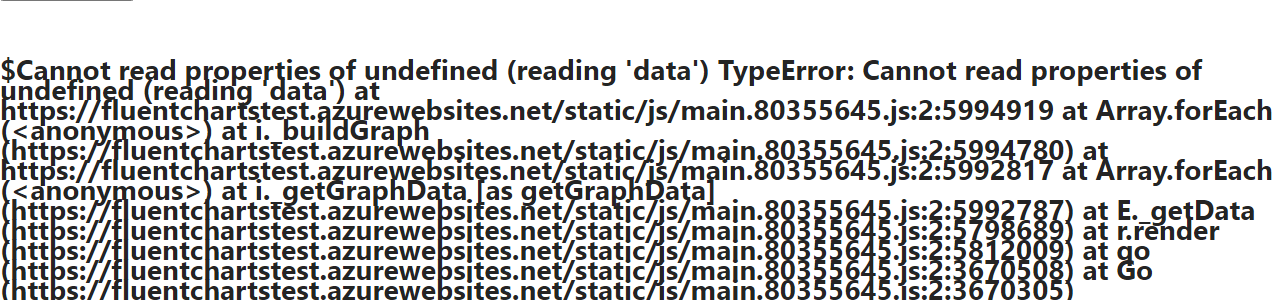 $Cannot read properties of undefined (reading 'data') TypeError: Cannot read properties of
undefined (reading 'data') at
https://fluentchartstest.azurewebsites.net/static/js/main.80355645.js:2:5994919 at Array.forEach
(<anonymous>) at i._buildGraph
(https://fluentchartstest.azurewebsites.net/static/js/main.80355645.js:2:5994780) at
https://fluentchartstest.azurewebsites.net/static/js/main.80355645.js:2:5992817 at Array.forEach
(<anonymous>) at i._getGraphData [as getGraphData]
(https://fluentchartstest.azurewebsites.net/static/js/main.80355645.js:2:5992787) at E._getData
(https://fluentchartstest.azurewebsites.net/static/js/main.80355645.js:2:5798689) at r.render
(https://fluentchartstest.azurewebsites.net/static/js/main.80355645.js:2:5812009) at go
(https://fluentchartstest.azurewebsites.net/static/js/main.80355645.js:2:3670508) at Go
(https://fluentchartstest.azurewebsites.net/static/js/main.80355645.js:2:3670305)